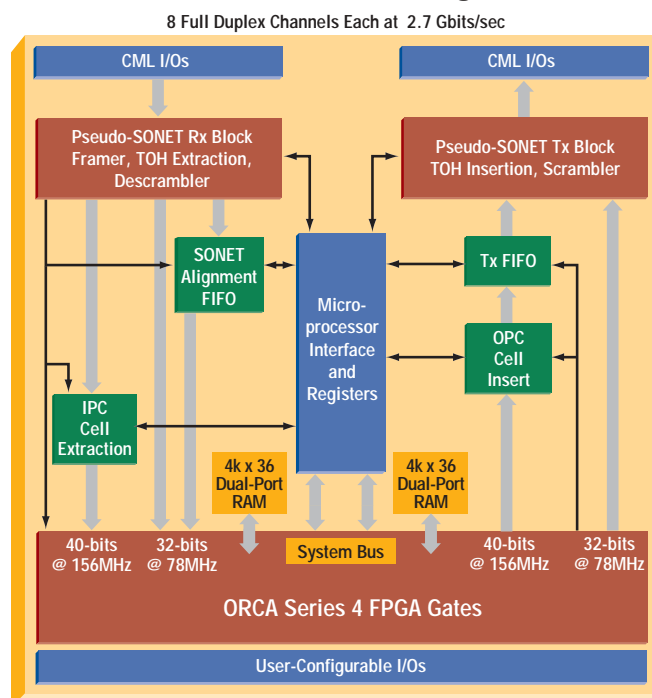 8 Full Duplex Channels Each at 2.7 Gbits/sec
CML I/Os
CML I/Os
Pseudo-SONET Rx Block
Framer, TOH Extraction,
Descrambler
Pseudo-SONET Tx Block
TOH Insertion, Scrambler
SONET
Alignment
FIFO
Micro-
processor
Interface
and
Registers
Tx FIFO
OPC
Cell
Insert
IPC
Cell
Extraction
4k x 36
Dual-Port
RAM
4k x 36
Dual-Port
RAM
System Bus
40-bits
@ 156MHz
32-bits
@ 78MHz
40-bits
@ 156MHz
32-bits
@ 78MHz
ORCA Series 4 FPGA Gates
User-Configurable I/Os